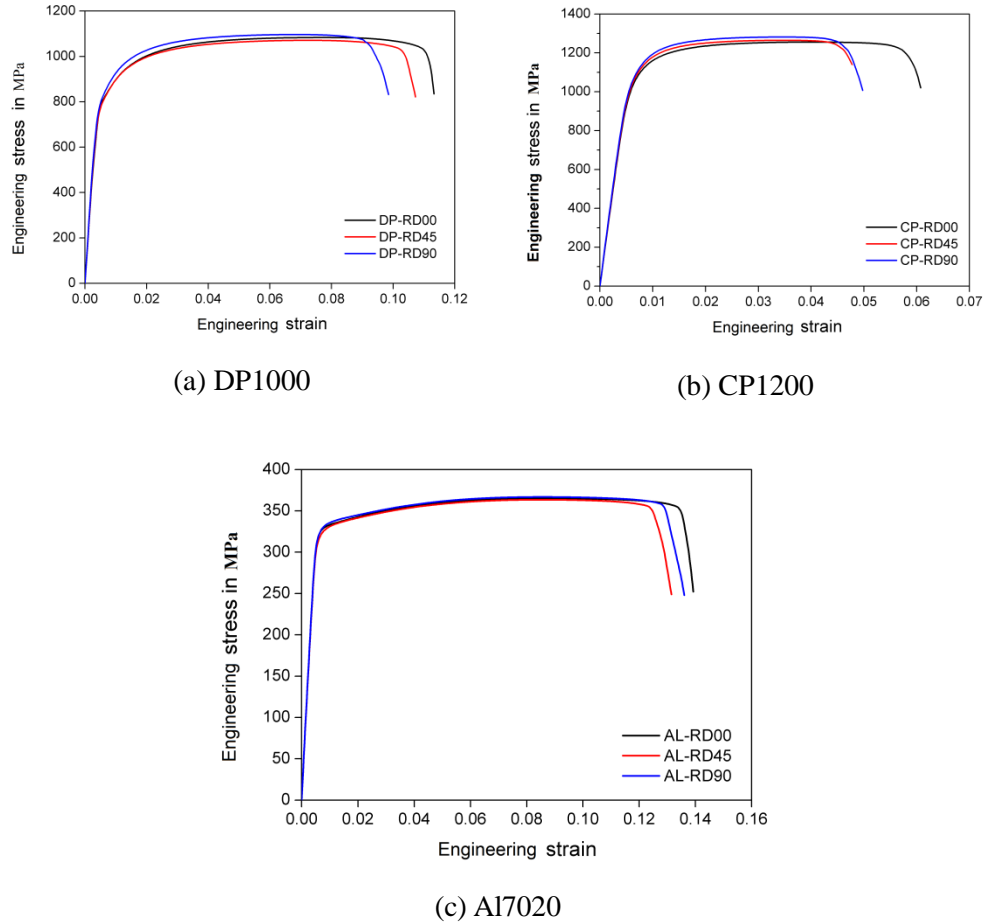 1200
1000
800
600
400
200
0
0.00 0.02 0.04 0.06 0.08 0.10 0.12
Engineering stress in MPa
Engineering strain
DP-RD00
DP-RD45
DP-RD90
(a) DP1000
1400
1200
1000
800
600
400
200
0
0.00 0.01 0.02 0.03 0.04 0.05 0.06 0.07
Engineering stress in MPa
Engineering strain
CP-RD00
CP-RD45
CP-RD90
(b) CP1200
400
350
300
250
200
150
100
50
0
0.00 0.02 0.04 0.06 0.08 0.10 0.12 0.14 0.16
Engineering stress in MPa
Engineering strain
AL-RD00
AL-RD45
AL-RD90
(c) Al7020